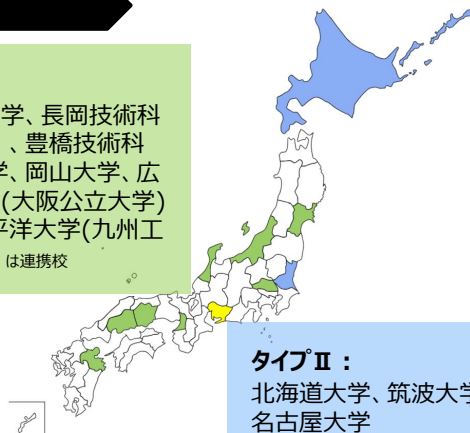 学、長岡技術科
、豊橋技術科
学、岡山大学、広
(大阪公立大学)
平洋大学(九州工
は連携校
タイプⅡ：
北海道大学、筑波大学
名古屋大学